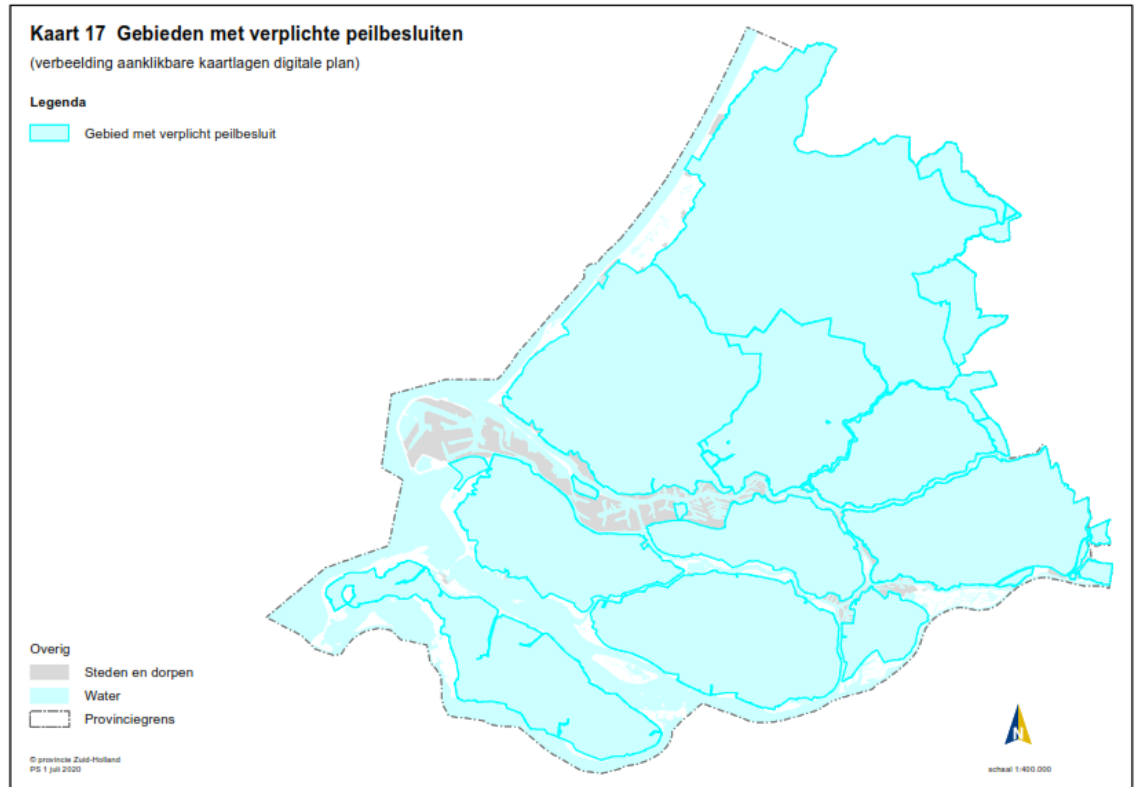 Kaart 17 Gebieden met verplichte peilbesluiten
(verbeelding aanklikbare kaartlagen digitale plan)
Legenda
Gebied met verplicht peilbesluit
Overig
Steden en dorpen
Water
Provinciegrens
© provincie Zuid-Holland
PS 1 juli 2020
N
schaal 1:400.000